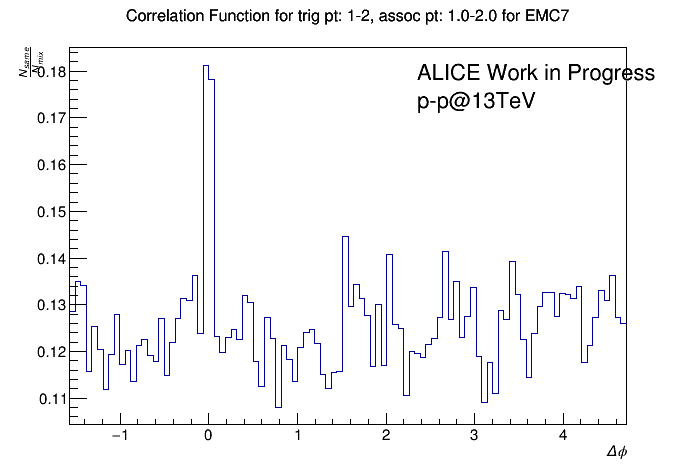 Correlation Function for trig pt: 1-2, assoc pt: 1.0-2.0 for EMC7
N_same
N_mix
ALICE Work in Progress
p-p@13TeV
0.18
0.17
0.16
0.15
0.14
0.13
0.12
0.11
−1 0 1 2 3 4
Δϕ